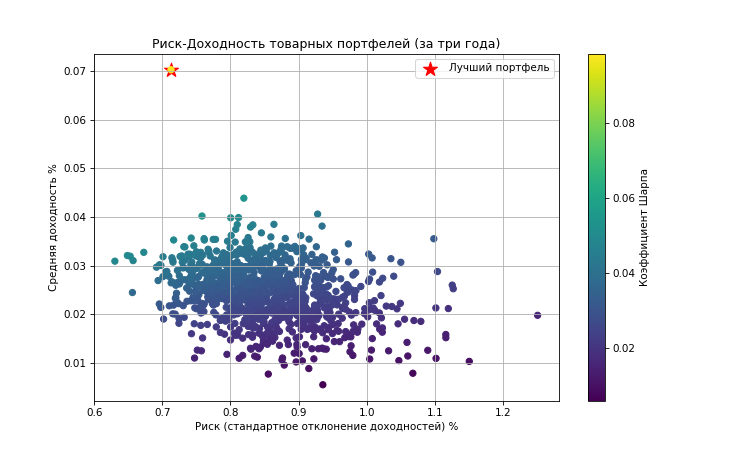 Риск-Доходность товарных портфелей (за три года)
Лучший портфель
Средняя доходность %
0.07
0.06
0.05
0.04
0.03
0.02
0.01
0.6 0.7 0.8 0.9 1.0 1.1 1.2
Риск (стандартное отклонение доходностей) %
0.08
0.06
0.04
0.02
Коэффициент Шарпа